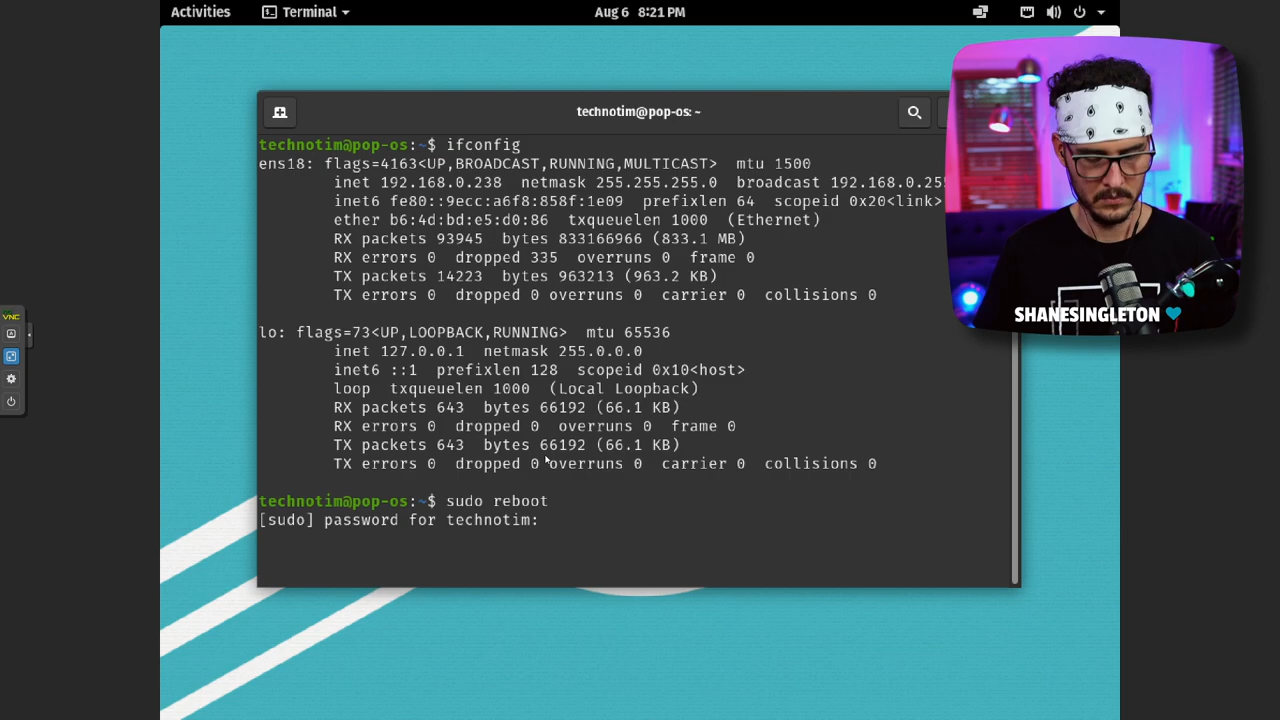 Activities
Terminal
Aug 6 8:21 PM
technotim@pop-os: ~
technotim@pop-os:~$ ifconfig
ens18: flags=4163<UP,BROADCAST,RUNNING,MULTICAST> mtu 1500
inet 192.168.0.238 netmask 255.255.255.0 broadcast 192.168.0.255
inet6 fe80::9ecc:a6f8:858f:1e09 prefixlen 64 scopeid 0x20<link>
ether b6:4d:bd:e5:d0:86 txqueuelen 1000 (Ethernet)
RX packets 93945 bytes 833166966 (833.1 MB)
RX errors 0 dropped 335 overruns 0 frame 0
TX packets 14223 bytes 963213 (963.2 KB)
TX errors 0 dropped 0 overruns 0 carrier 0 collisions 0
lo: flags=73<UP,LOOPBACK,RUNNING> mtu 65536
inet 127.0.0.1 netmask 255.0.0.0
inet6 ::1 prefixlen 128 scopeid 0x10<host>
loop txqueuelen 1000 (Local Loopback)
RX packets 643 bytes 66192 (66.1 KB)
RX errors 0 dropped 0 overruns 0 frame 0
TX packets 643 bytes 66192 (66.1 KB)
TX errors 0 dropped 0 overruns 0 carrier 0 collisions 0
technotim@pop-os:~$ sudo reboot
[sudo] password for technotim:
SHANESINGLETON
VNC